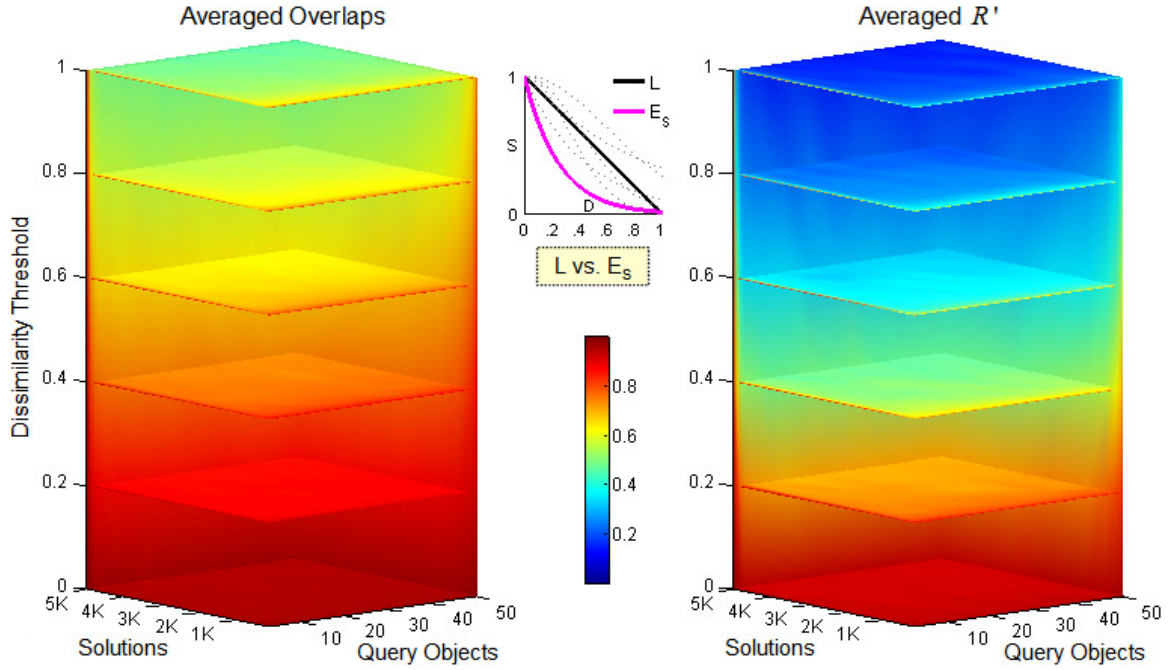 Averaged Overlaps
Averaged R'
Dissimilarity Threshold
1
0.8
0.6
0.4
0.2
0
5K 4K 3K 2K 1K
Solutions
10 20 30 40 50
Query Objects
1
S
0
D
0 .2 .4 .6 .8 1
L
E_S
L vs. E_S
0.8
0.6
0.4
0.2
1
0.8
0.6
0.4
0.2
0
5K 4K 3K 2K 1K
Solutions
10 20 30 40 50
Query Objects